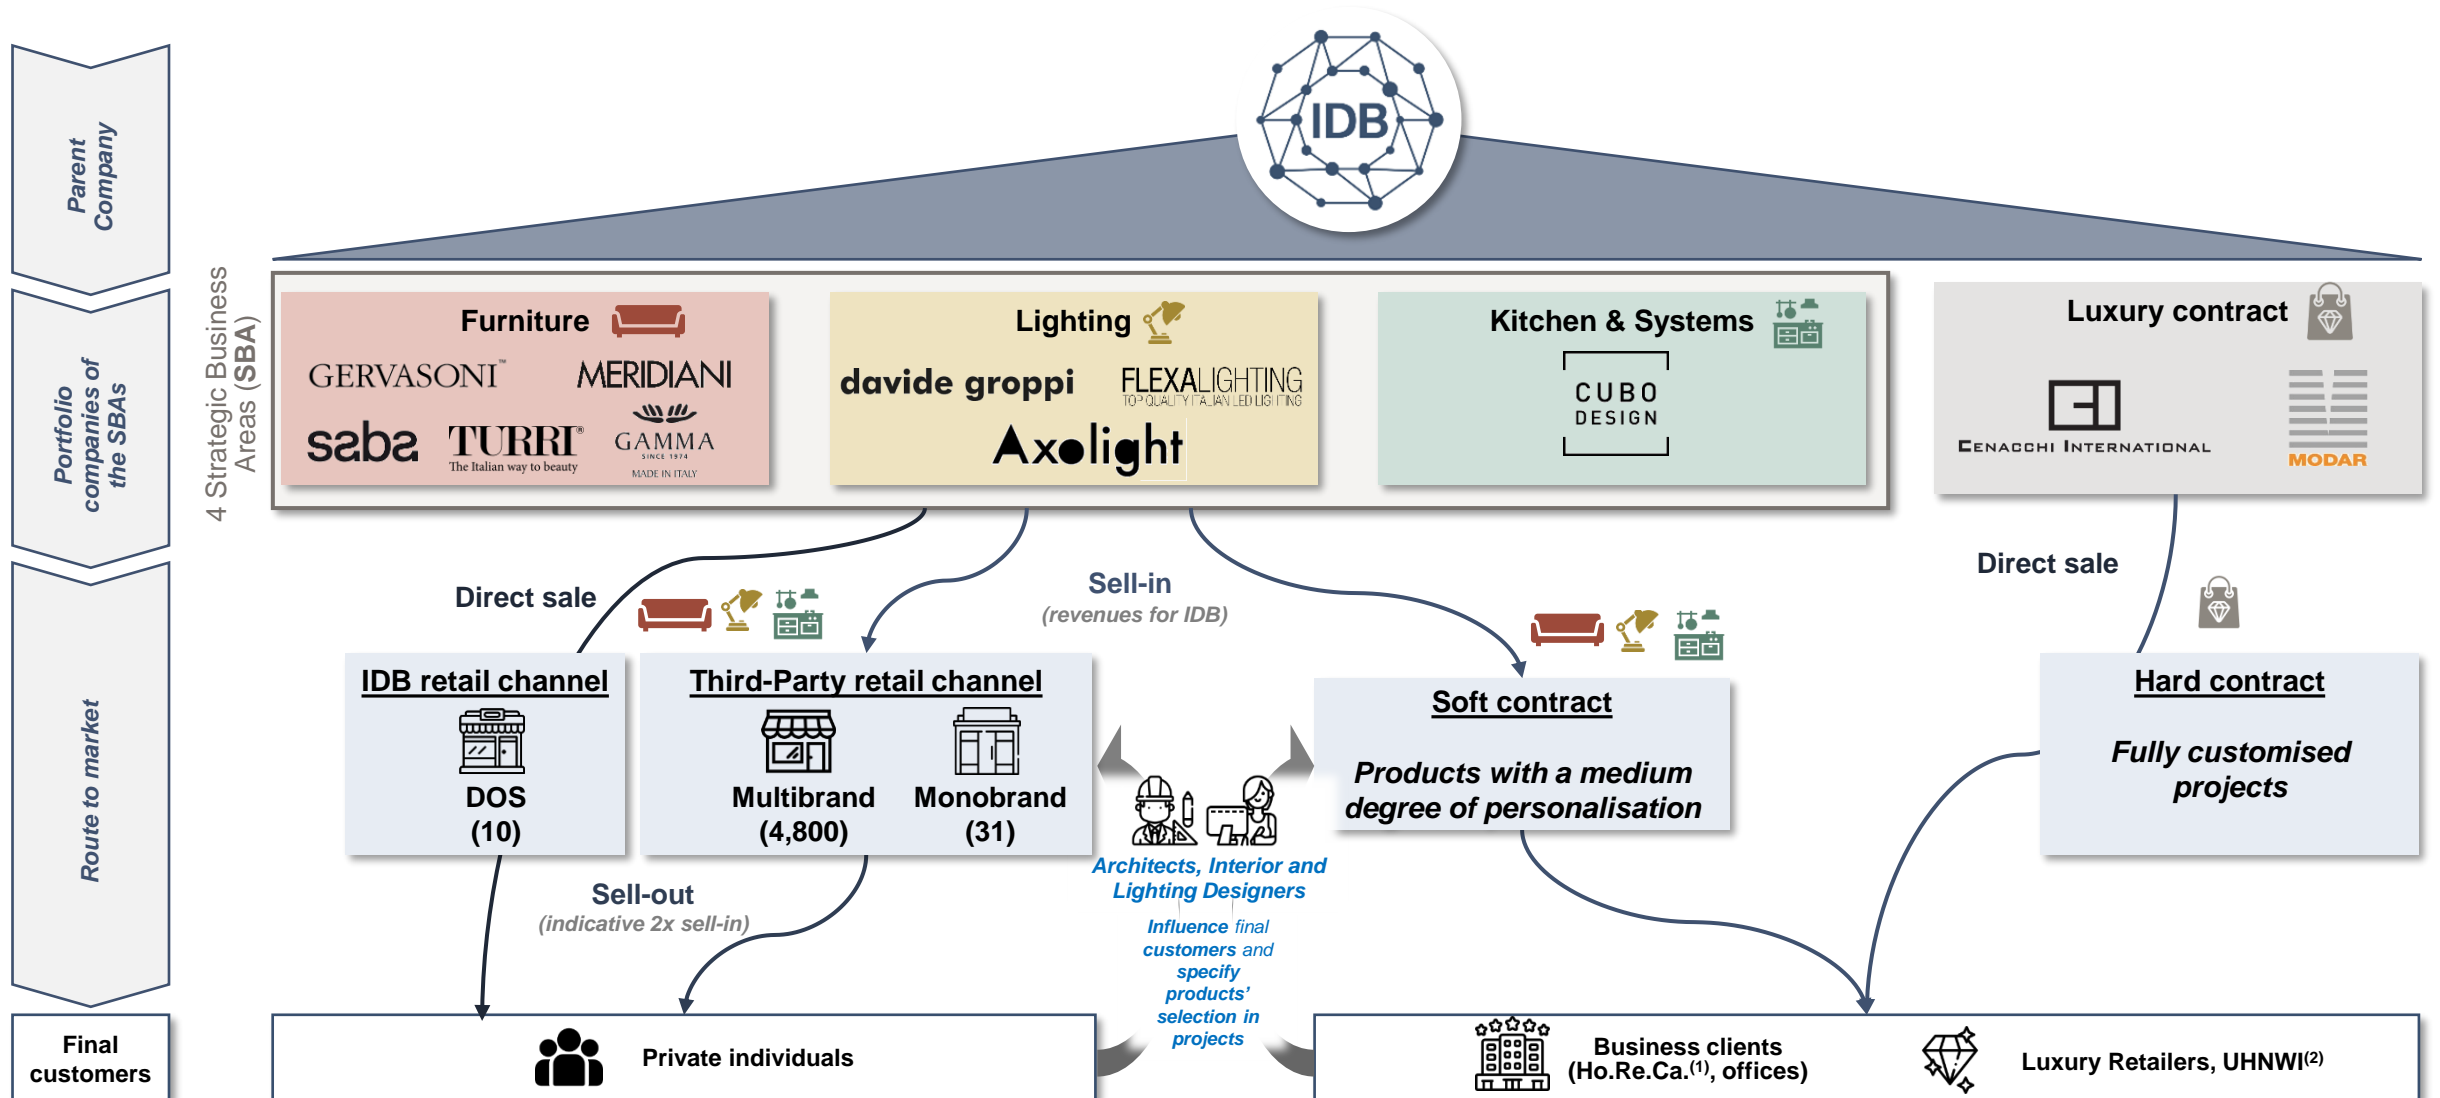 IDB
Parent
Company
Portfolio
companies of
the SBAs
4 Strategic Business
Areas (SBA)
Furniture
GERVASONI™
MERIDIANI
saba
TURRI®
The Italian way to beauty
GAMMA
SINCE 1974
MADE IN ITALY
Lighting
davide groppi
FLEXALIGHTING
TOP QUALITY ITALIAN LED LIGHTING
Axolight
Kitchen & Systems
CUBO
DESIGN
Luxury contract
CENACCHI INTERNATIONAL
MODAR
Route to market
Direct sale
Sell-in
(revenues for IDB)
Direct sale
IDB retail channel
DOS
(10)
Third-Party retail channel
Multibrand
(4,800)
Monobrand
(31)
Soft contract
Products with a medium
degree of personalisation
Hard contract
Fully customised
projects
Architects, Interior and
Lighting Designers
Influence final
customers and
specify
products’
selection in
projects
Sell-out
(indicative 2x sell-in)
Final
customers
Private individuals
Business clients
(Ho.Re.Ca.(1), offices)
Luxury Retailers, UHNWI(2)